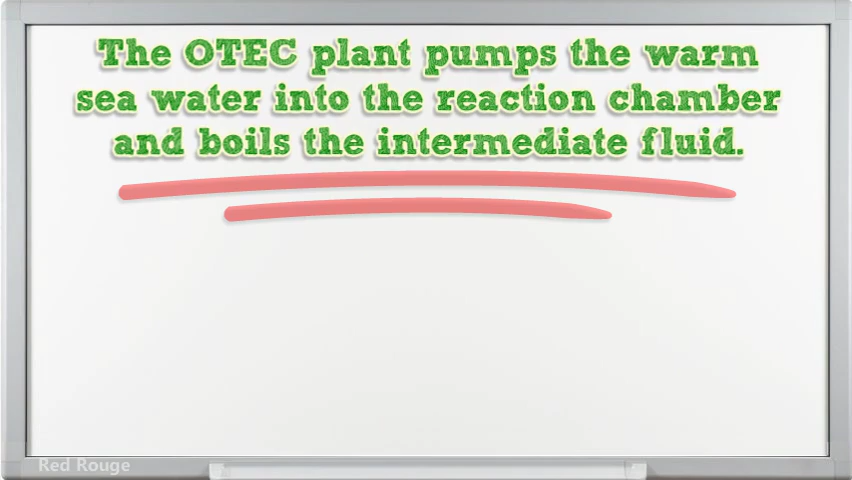 The OTEC plant pumps the warm
sea water into the reaction chamber
and boils the intermediate fluid.
Red Rouge